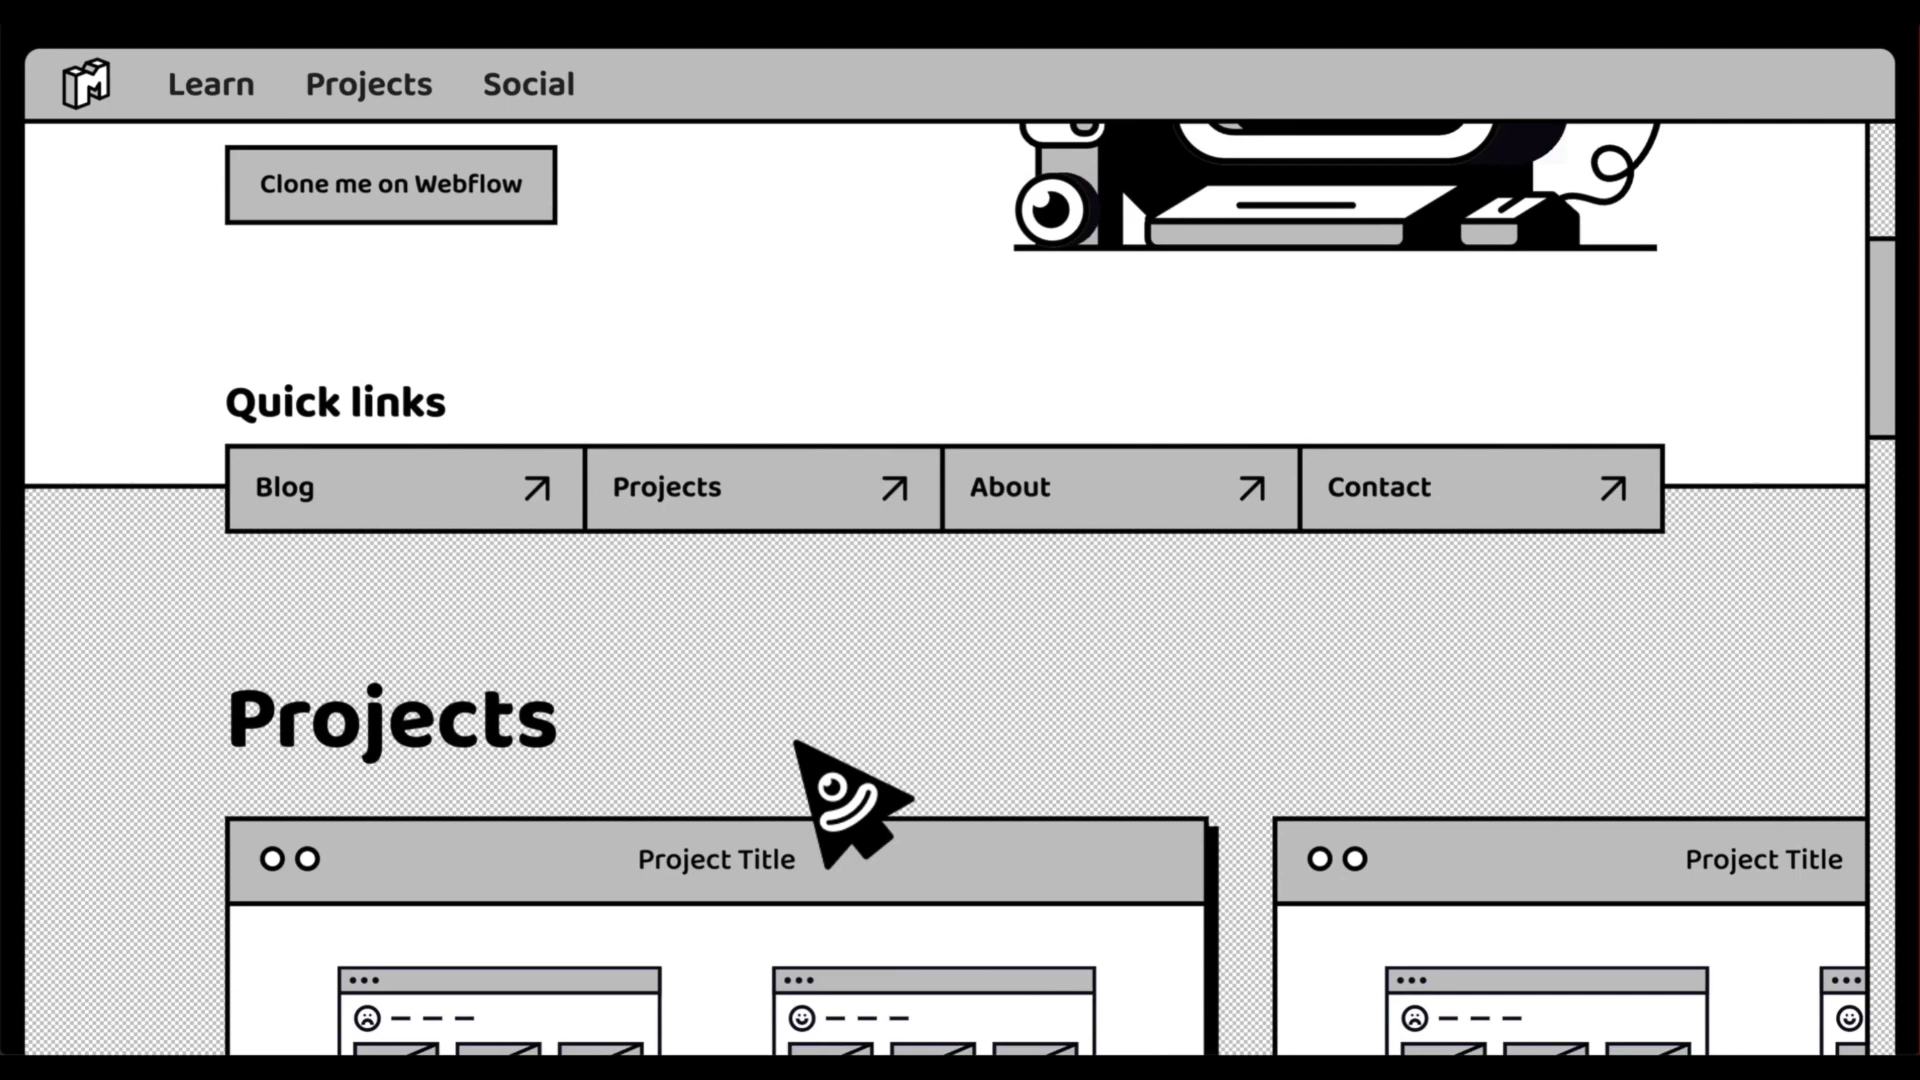 M
Learn Projects Social
Clone me on Webflow
Quick links
Blog Projects About Contact
Projects
Project Title Project Title